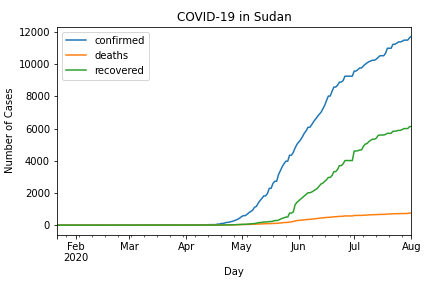 COVID-19 in Sudan
confirmed
deaths
recovered
12000
10000
8000
6000
4000
2000
0
Number of Cases
Feb Mar Apr May Jun Jul Aug
2020
Day